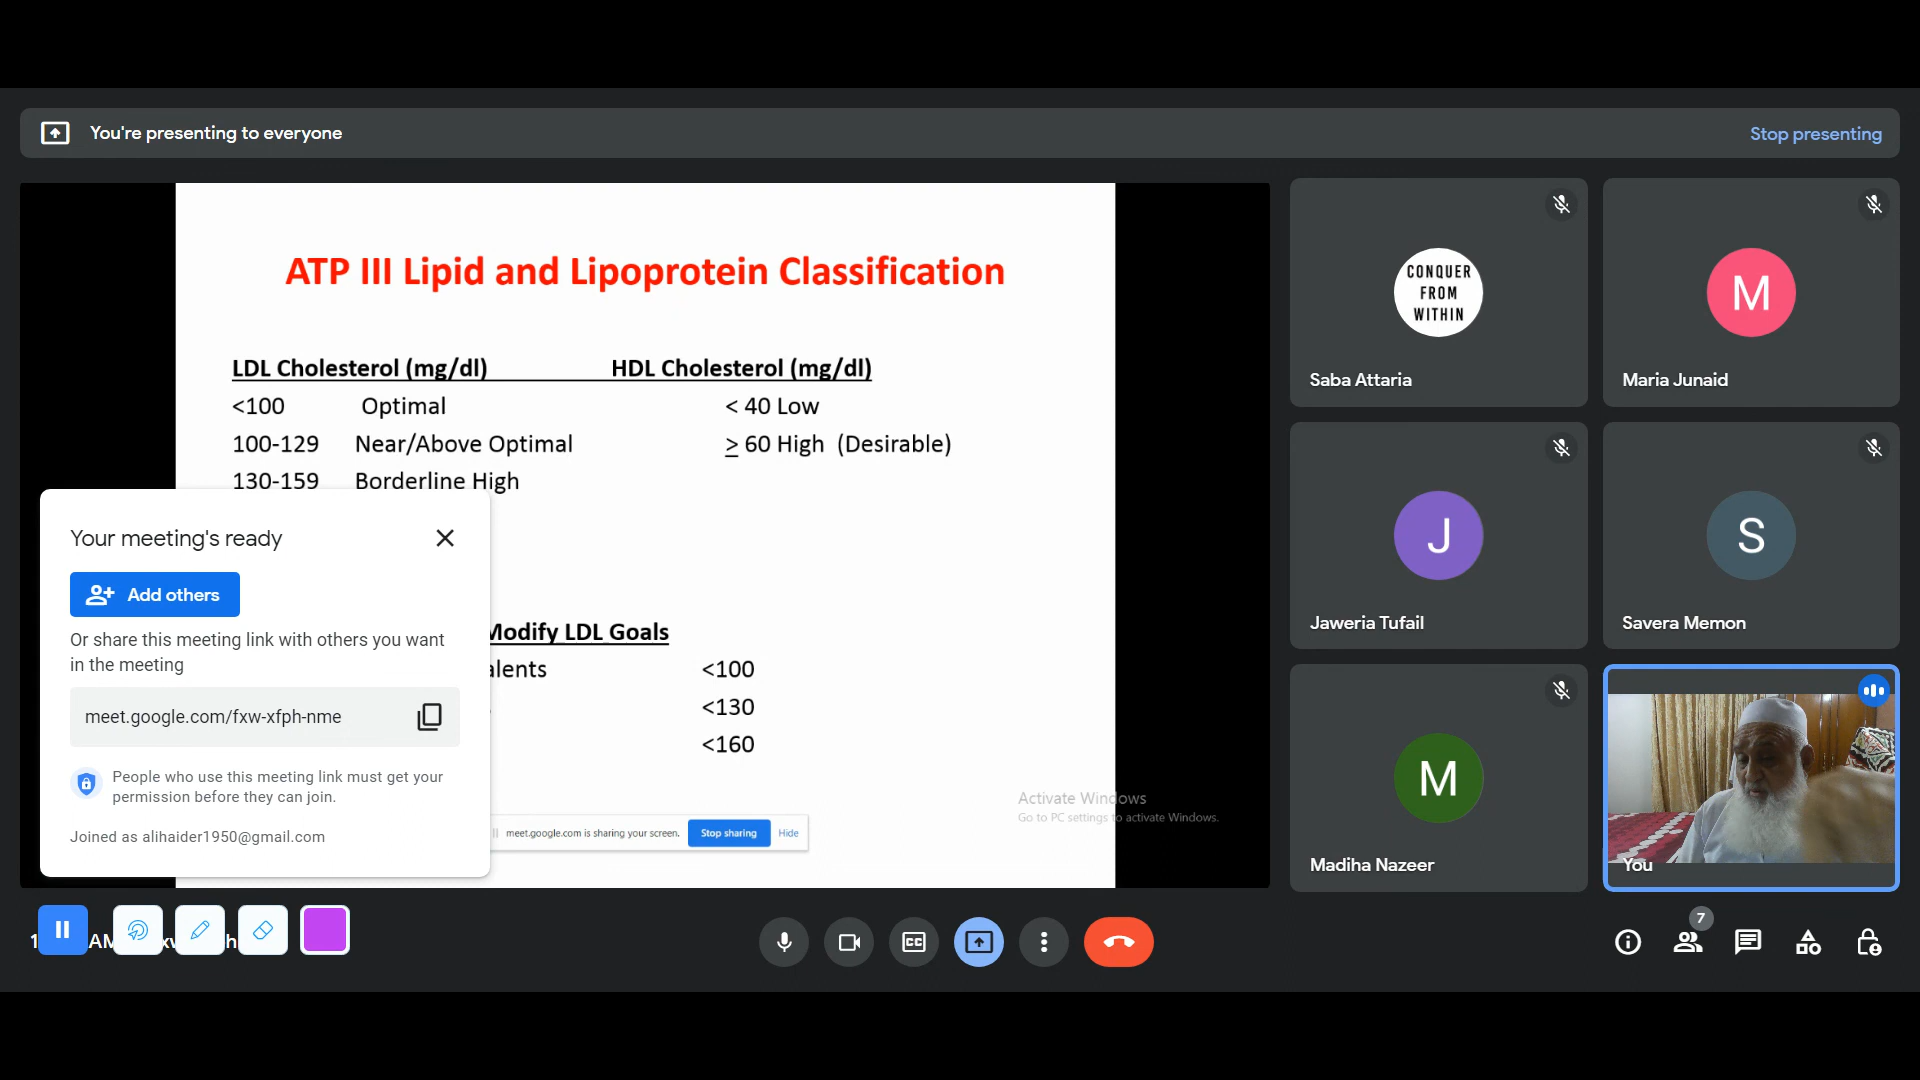 You're presenting to everyone
Stop presenting
ATP III Lipid and Lipoprotein Classification
LDL Cholesterol (mg/dl) HDL Cholesterol (mg/dl)
<100 Optimal < 40 Low
100-129 Near/Above Optimal ≥ 60 High (Desirable)
130-159 Borderline High
Modify LDL Goals
alents <100
<130
<160
Your meeting's ready
Add others
Or share this meeting link with others you want
in the meeting
meet.google.com/fxw-xfph-nme
People who use this meeting link must get your
permission before they can join.
Joined as alihaider1950@gmail.com
meet.google.com is sharing your screen. Stop sharing Hide
Activate Windows
Go to PC settings to activate Windows.
CONQUER
FROM
WITHIN
Saba Attaria
M
Maria Junaid
J
Jaweria Tufail
S
Savera Memon
M
Madiha Nazeer
You
AM
CC
7